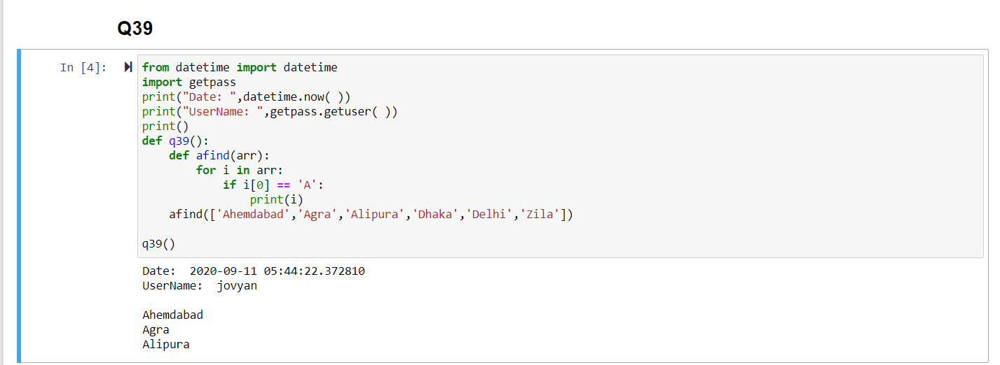 Q39
In [4]:
from datetime import datetime
import getpass
print("Date: ",datetime.now( ))
print("UserName: ",getpass.getuser( ))
print()
def q39():
    def afind(arr):
        for i in arr:
            if i[0] == 'A':
                print(i)
    afind(['Ahemdabad','Agra','Alipura','Dhaka','Delhi','Zila'])
q39()
Date:  2020-09-11 05:44:22.372810
UserName:  jovyan
Ahemdabad
Agra
Alipura